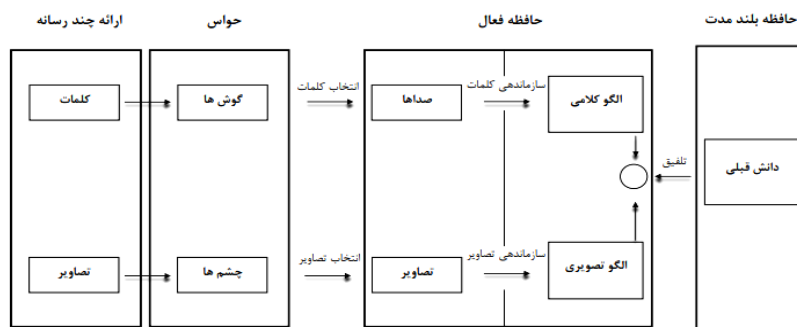 ارائه چند رسانه
حواس
حافظه فعال
حافظه بلند مدت
کلمات
گوش ها
انتخاب کلمات
صداها
سازماندهی کلمات
الگو کلامی
تلفیق
دانش قبلی
تصاویر
چشم ها
انتخاب تصاویر
تصاویر
سازماندهی تصاویر
الگو تصویری